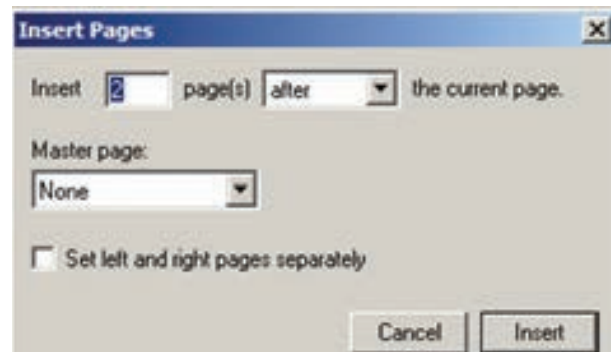 Insert Pages
Insert 2 page(s) after the current page.
Master page:
None
Set left and right pages separately
Cancel Insert